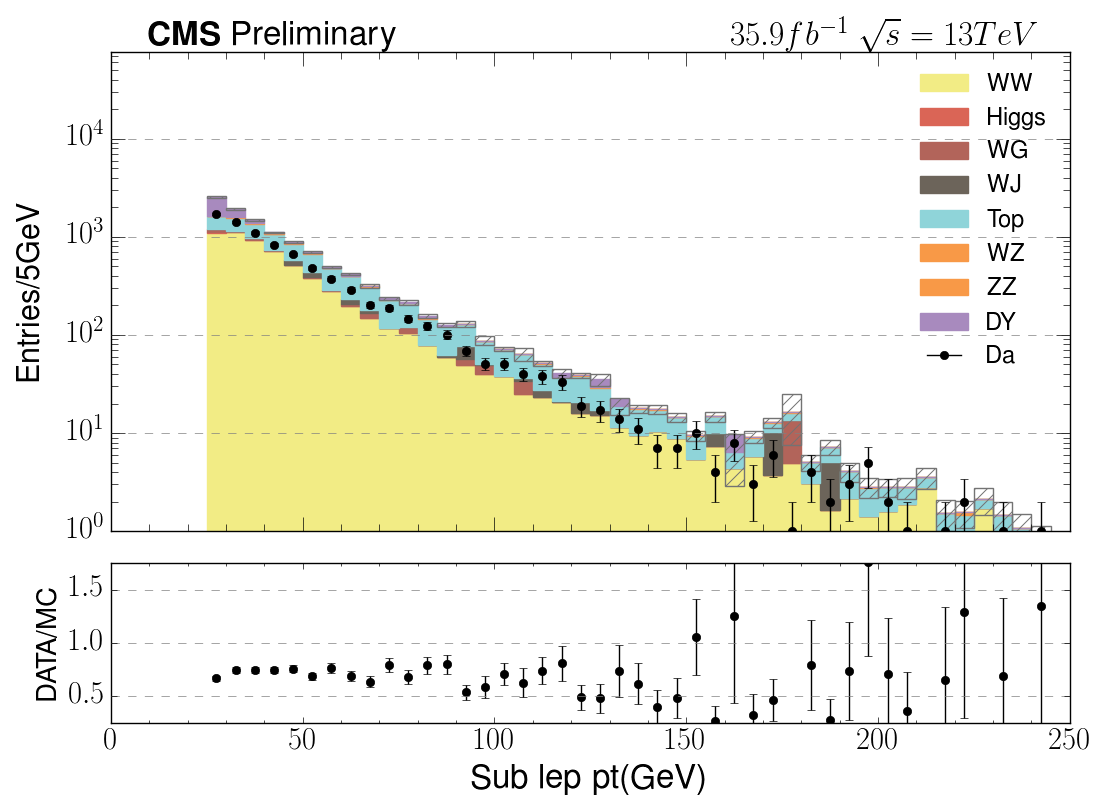 CMS Preliminary 35.9fb⁻¹ √s = 13TeV
WW
Higgs
WG
WJ
Top
WZ
ZZ
DY
Da
Entries/5GeV
10⁴
10³
10²
10¹
10⁰
DATA/MC
1.5
1.0
0.5
0 50 100 150 200 250
Sub lep pt(GeV)